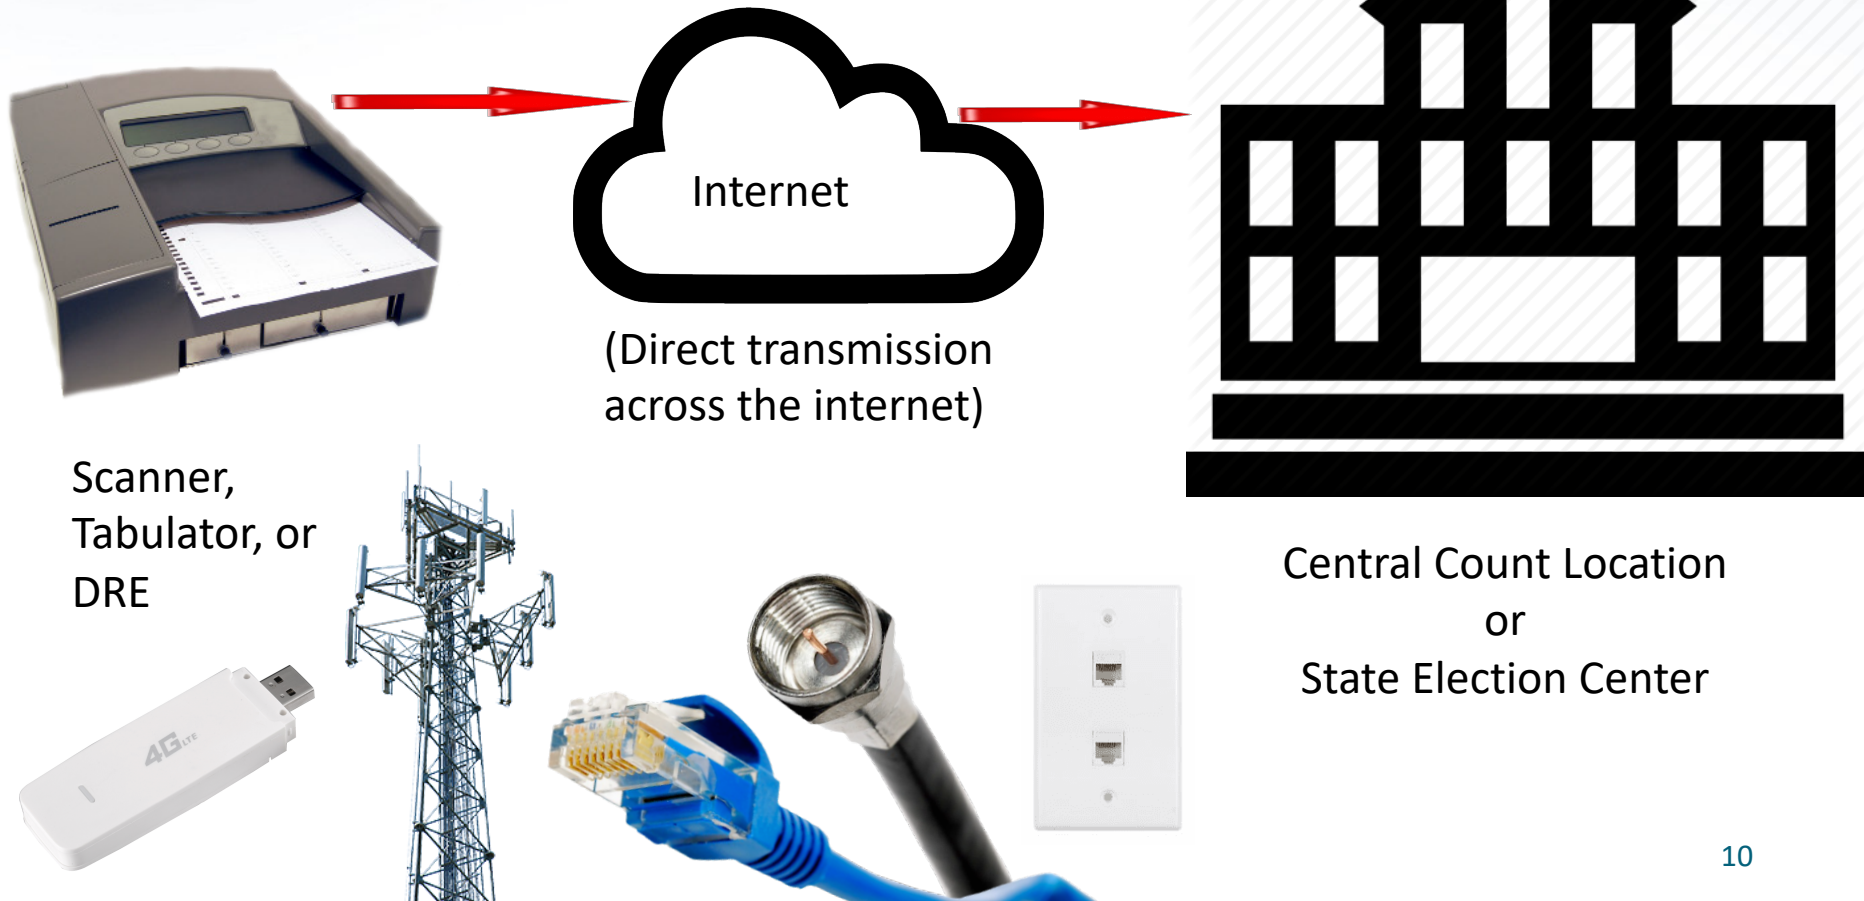 Internet
(Direct transmission
across the internet)
Scanner,
Tabulator, or
DRE
Central Count Location
or
State Election Center
4G LTE
10